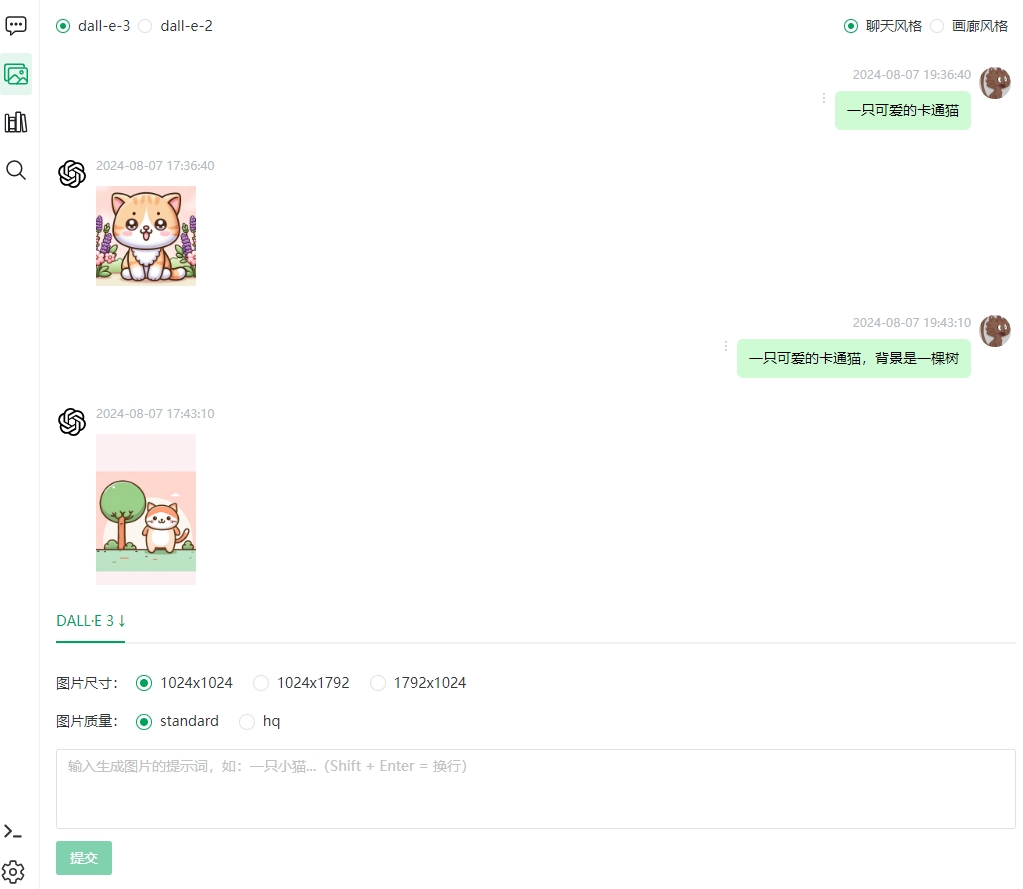 dall-e-3 dall-e-2 聊天风格 画廊风格
2024-08-07 19:36:40
一只可爱的卡通猫
2024-08-07 17:36:40
2024-08-07 19:43:10
一只可爱的卡通猫，背景是一棵树
2024-08-07 17:43:10
DALL·E 3 ↓
图片尺寸： 1024x1024 1024x1792 1792x1024
图片质量： standard hq
输入生成图片的提示词，如：一只小猫...（Shift + Enter = 换行）
提交